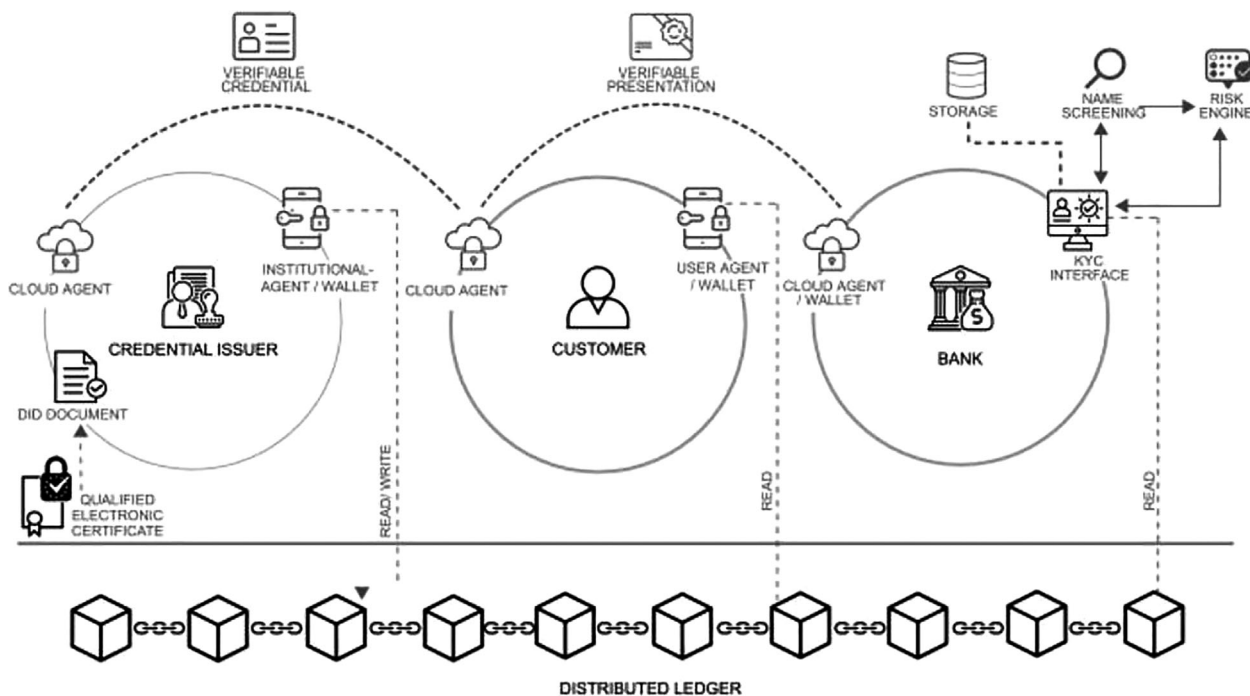 VERIFIABLE
CREDENTIAL
VERIFIABLE
PRESENTATION
STORAGE
NAME
SCREENING
RISK
ENGINE
CLOUD AGENT
INSTITUTIONAL-
AGENT / WALLET
CLOUD AGENT
USER AGENT
/ WALLET
CLOUD AGENT
/ WALLET
KYC
INTERFACE
CREDENTIAL ISSUER
CUSTOMER
BANK
DID DOCUMENT
QUALIFIED
ELECTRONIC
CERTIFICATE
READ/ WRITE
READ
READ
DISTRIBUTED LEDGER